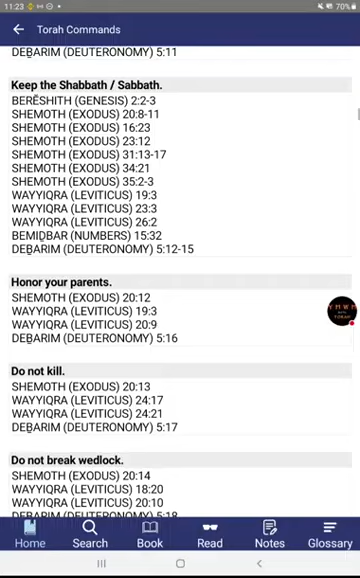 11:23
70%
Torah Commands
DEḆARIM (DEUTERONOMY) 5:11
Keep the Shabbath / Sabbath.
BERĔSHITH (GENESIS) 2:2-3
SHEMOTH (EXODUS) 20:8-11
SHEMOTH (EXODUS) 16:23
SHEMOTH (EXODUS) 23:12
SHEMOTH (EXODUS) 31:13-17
SHEMOTH (EXODUS) 34:21
SHEMOTH (EXODUS) 35:2-3
WAYYIQRA (LEVITICUS) 19:3
WAYYIQRA (LEVITICUS) 23:3
WAYYIQRA (LEVITICUS) 26:2
BEMIḎBAR (NUMBERS) 15:32
DEḆARIM (DEUTERONOMY) 5:12-15
Honor your parents.
SHEMOTH (EXODUS) 20:12
WAYYIQRA (LEVITICUS) 19:3
WAYYIQRA (LEVITICUS) 20:9
DEḆARIM (DEUTERONOMY) 5:16
Do not kill.
SHEMOTH (EXODUS) 20:13
WAYYIQRA (LEVITICUS) 24:17
WAYYIQRA (LEVITICUS) 24:21
DEḆARIM (DEUTERONOMY) 5:17
Do not break wedlock.
SHEMOTH (EXODUS) 20:14
WAYYIQRA (LEVITICUS) 18:20
WAYYIQRA (LEVITICUS) 20:10
DEḆARIM (DEUTERONOMY) 5:18
Home
Search
Book
Read
Notes
Glossary